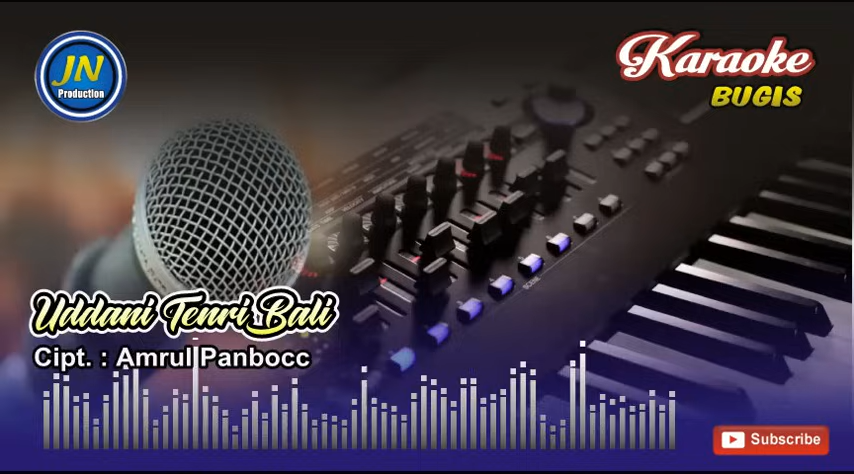 JN
Production
Karaoke
BUGIS
Uddani Tenri Bali
Cipt. : Amrul Panbocc
Subscribe